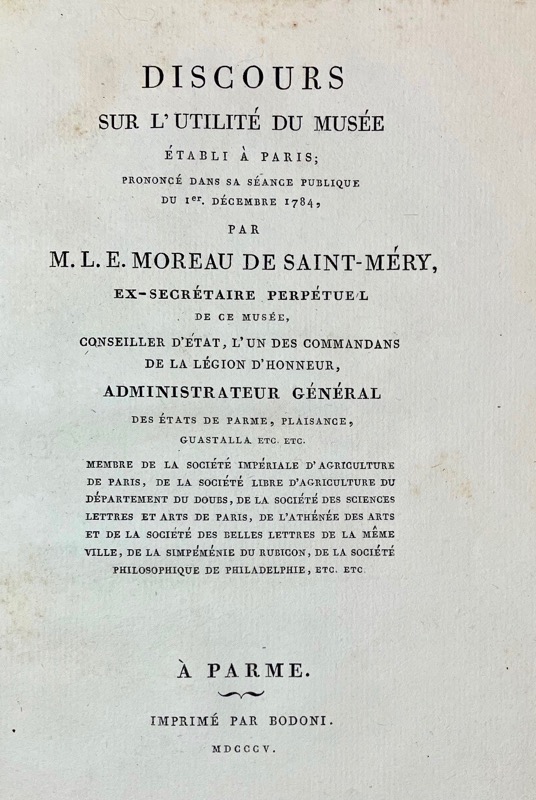 DISCOURS
SUR L'UTILITÉ DU MUSÉE
ÉTABLI À PARIS;
PRONONCÉ DANS SA SÉANCE PUBLIQUE
DU 1er. DÉCEMBRE 1784,
PAR
M. L. E. MOREAU DE SAINT-MÉRY,
EX-SECRÉTAIRE PERPÉTUEL
DE CE MUSÉE,
CONSEILLER D'ÉTAT, L'UN DES COMMANDANS
DE LA LÉGION D'HONNEUR,
ADMINISTRATEUR GÉNÉRAL
DES ÉTATS DE PARME, PLAISANCE,
GUASTALLA ETC. ETC.
MEMBRE DE LA SOCIÉTÉ IMPÉRIALE D'AGRICULTURE
DE PARIS, DE LA SOCIÉTÉ LIBRE D'AGRICULTURE DU
DÉPARTEMENT DU DOUBS, DE LA SOCIÉTÉ DES SCIENCES
LETTRES ET ARTS DE PARIS, DE L'ATHÉNÉE DES ARTS
ET DE LA SOCIÉTÉ DES BELLES LETTRES DE LA MÊME
VILLE, DE LA SIMPÉMÉNIE DU RUBICON, DE LA SOCIÉTÉ
PHILOSOPHIQUE DE PHILADELPHIE, ETC. ETC.
À PARME.
IMPRIMÉ PAR BODONI.
MDCCCV.